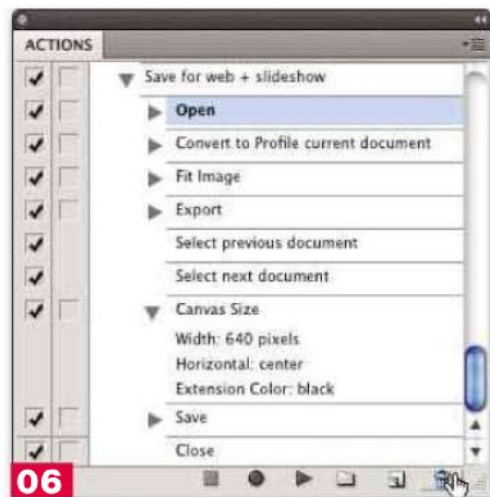 ACTIONS
Save for web + slideshow
Open
Convert to Profile current document
Fit Image
Export
Select previous document
Select next document
Canvas Size
Width: 640 pixels
Horizontal: center
Extension Color: black
Save
Close
06